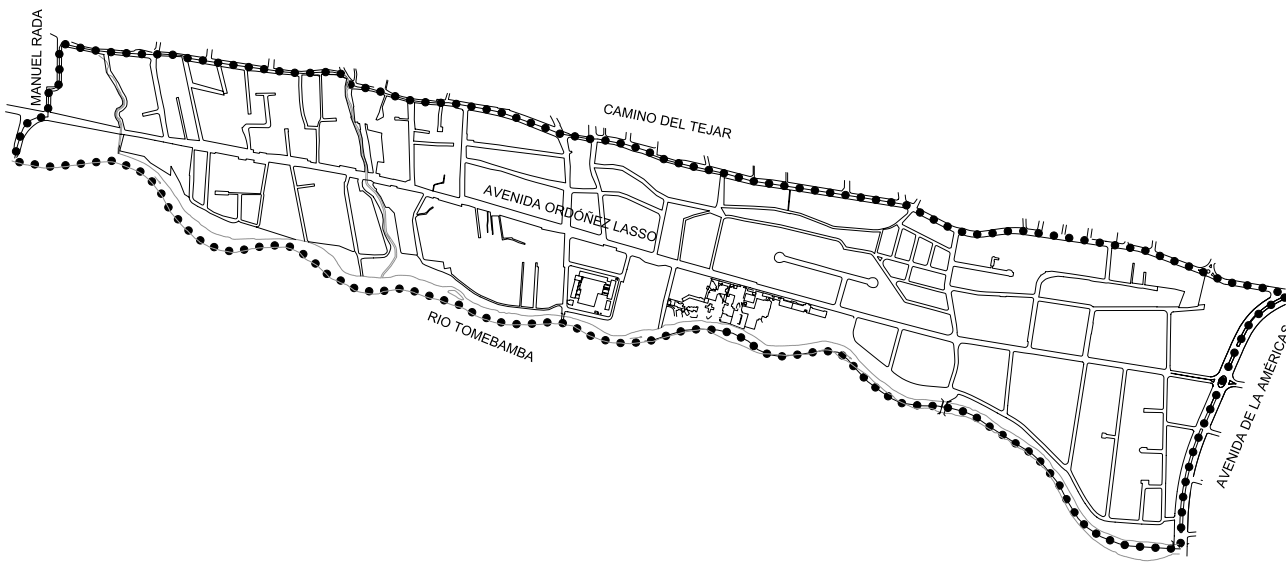 MANUEL RADA
CAMINO DEL TEJAR
AVENIDA ORDÓÑEZ LASSO
RIO TOMEBAMBA
AVENIDA DE LA AMÉRICAS